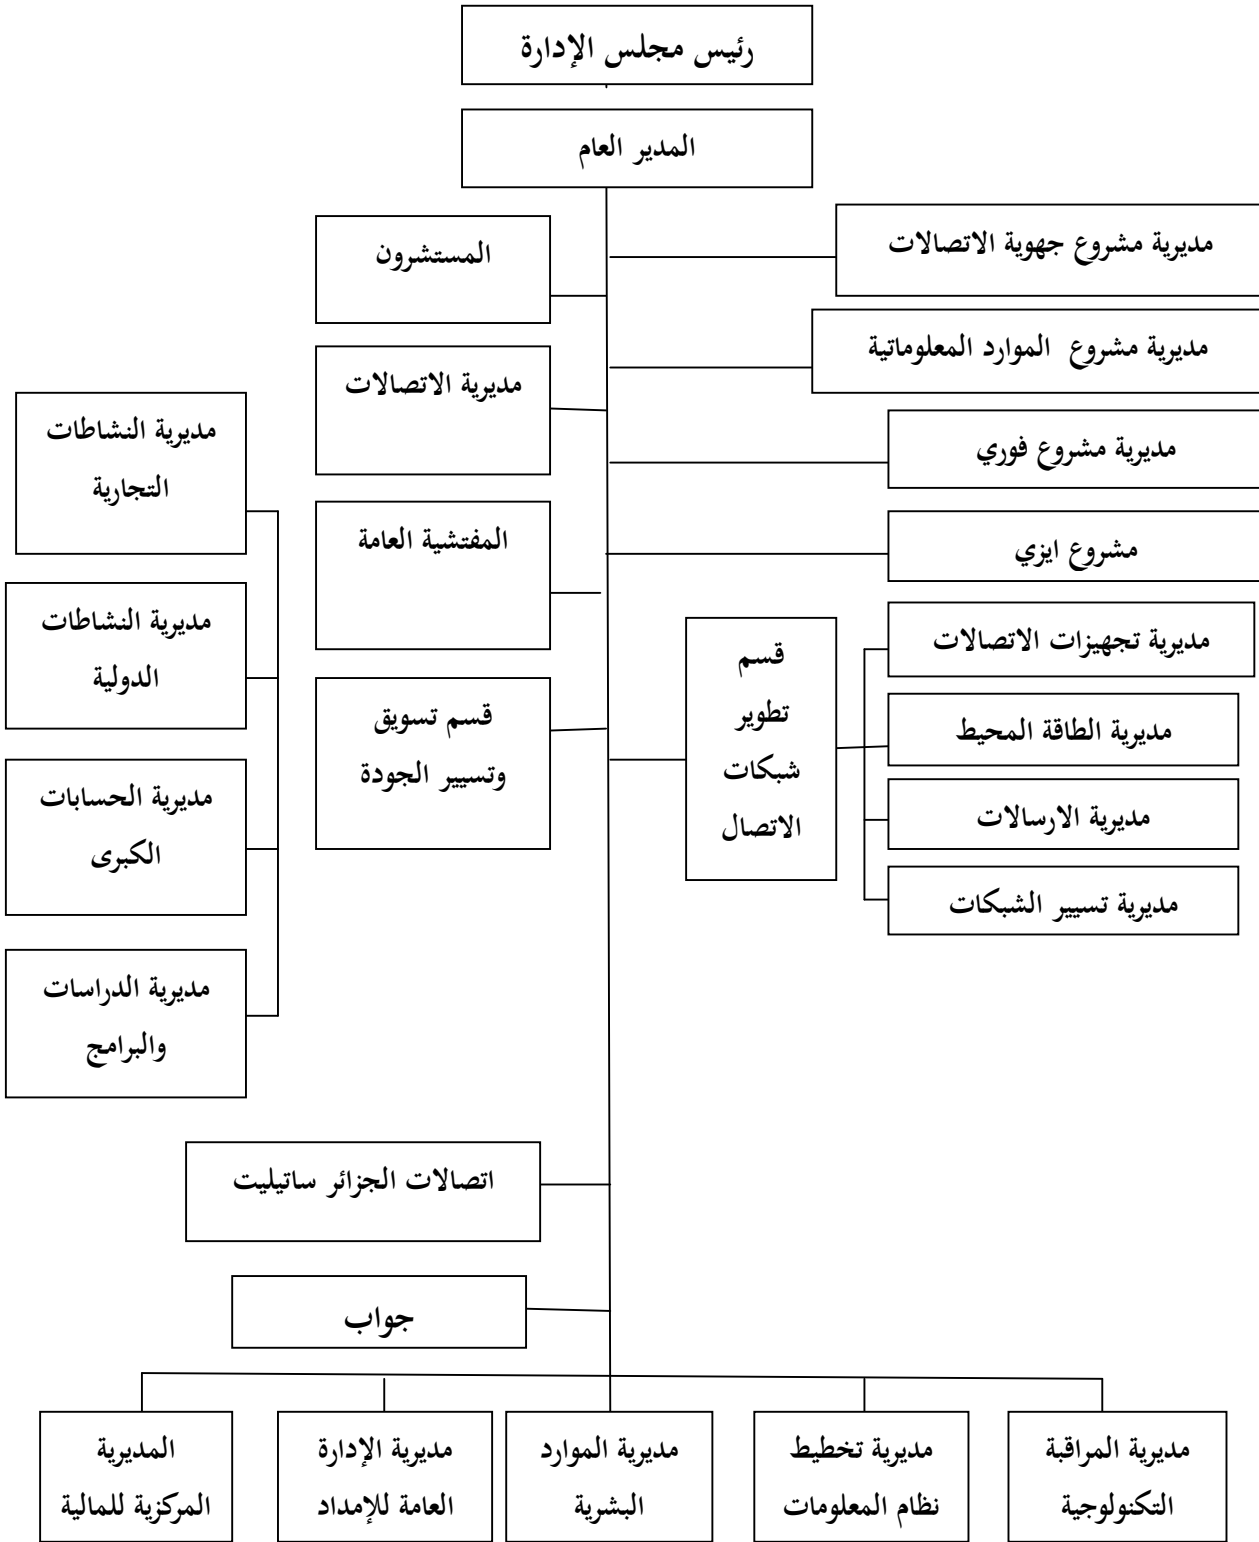 رئيس مجلس الإدارة
المدير العام
مديرية مشروع جهوية الاتصالات
المستشرون
مديرية مشروع الموارد المعلوماتية
مديرية الاتصالات
مديرية مشروع فوري
مديرية النشاطات
التجارية
المفتشية العامة
مشروع ايزي
مديرية تجهيزات الاتصالات
قسم
تطوير
شبكات
الاتصال
مديرية النشاطات
الدولية
قسم تسويق
وتسيير الجودة
مديرية الطاقة المحيط
مديرية الارسالات
مديرية تسيير الشبكات
مديرية الحسابات
الكبرى
مديرية الدراسات
والبرامج
اتصالات الجزائر ساتيليت
جواب
مديرية المراقبة
التكنولوجية
مديرية تخطيط
نظام المعلومات
مديرية الموارد
البشرية
مديرية الإدارة
العامة للإمداد
المديرية
المركزية للمالية